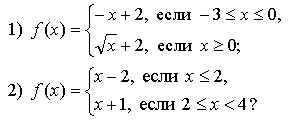 1) f(x) = { -x + 2, если -3 ≤ x ≤ 0,
√x + 2, если x ≥ 0;
2) f(x) = { x - 2, если x ≤ 2,
x + 1, если 2 ≤ x < 4?